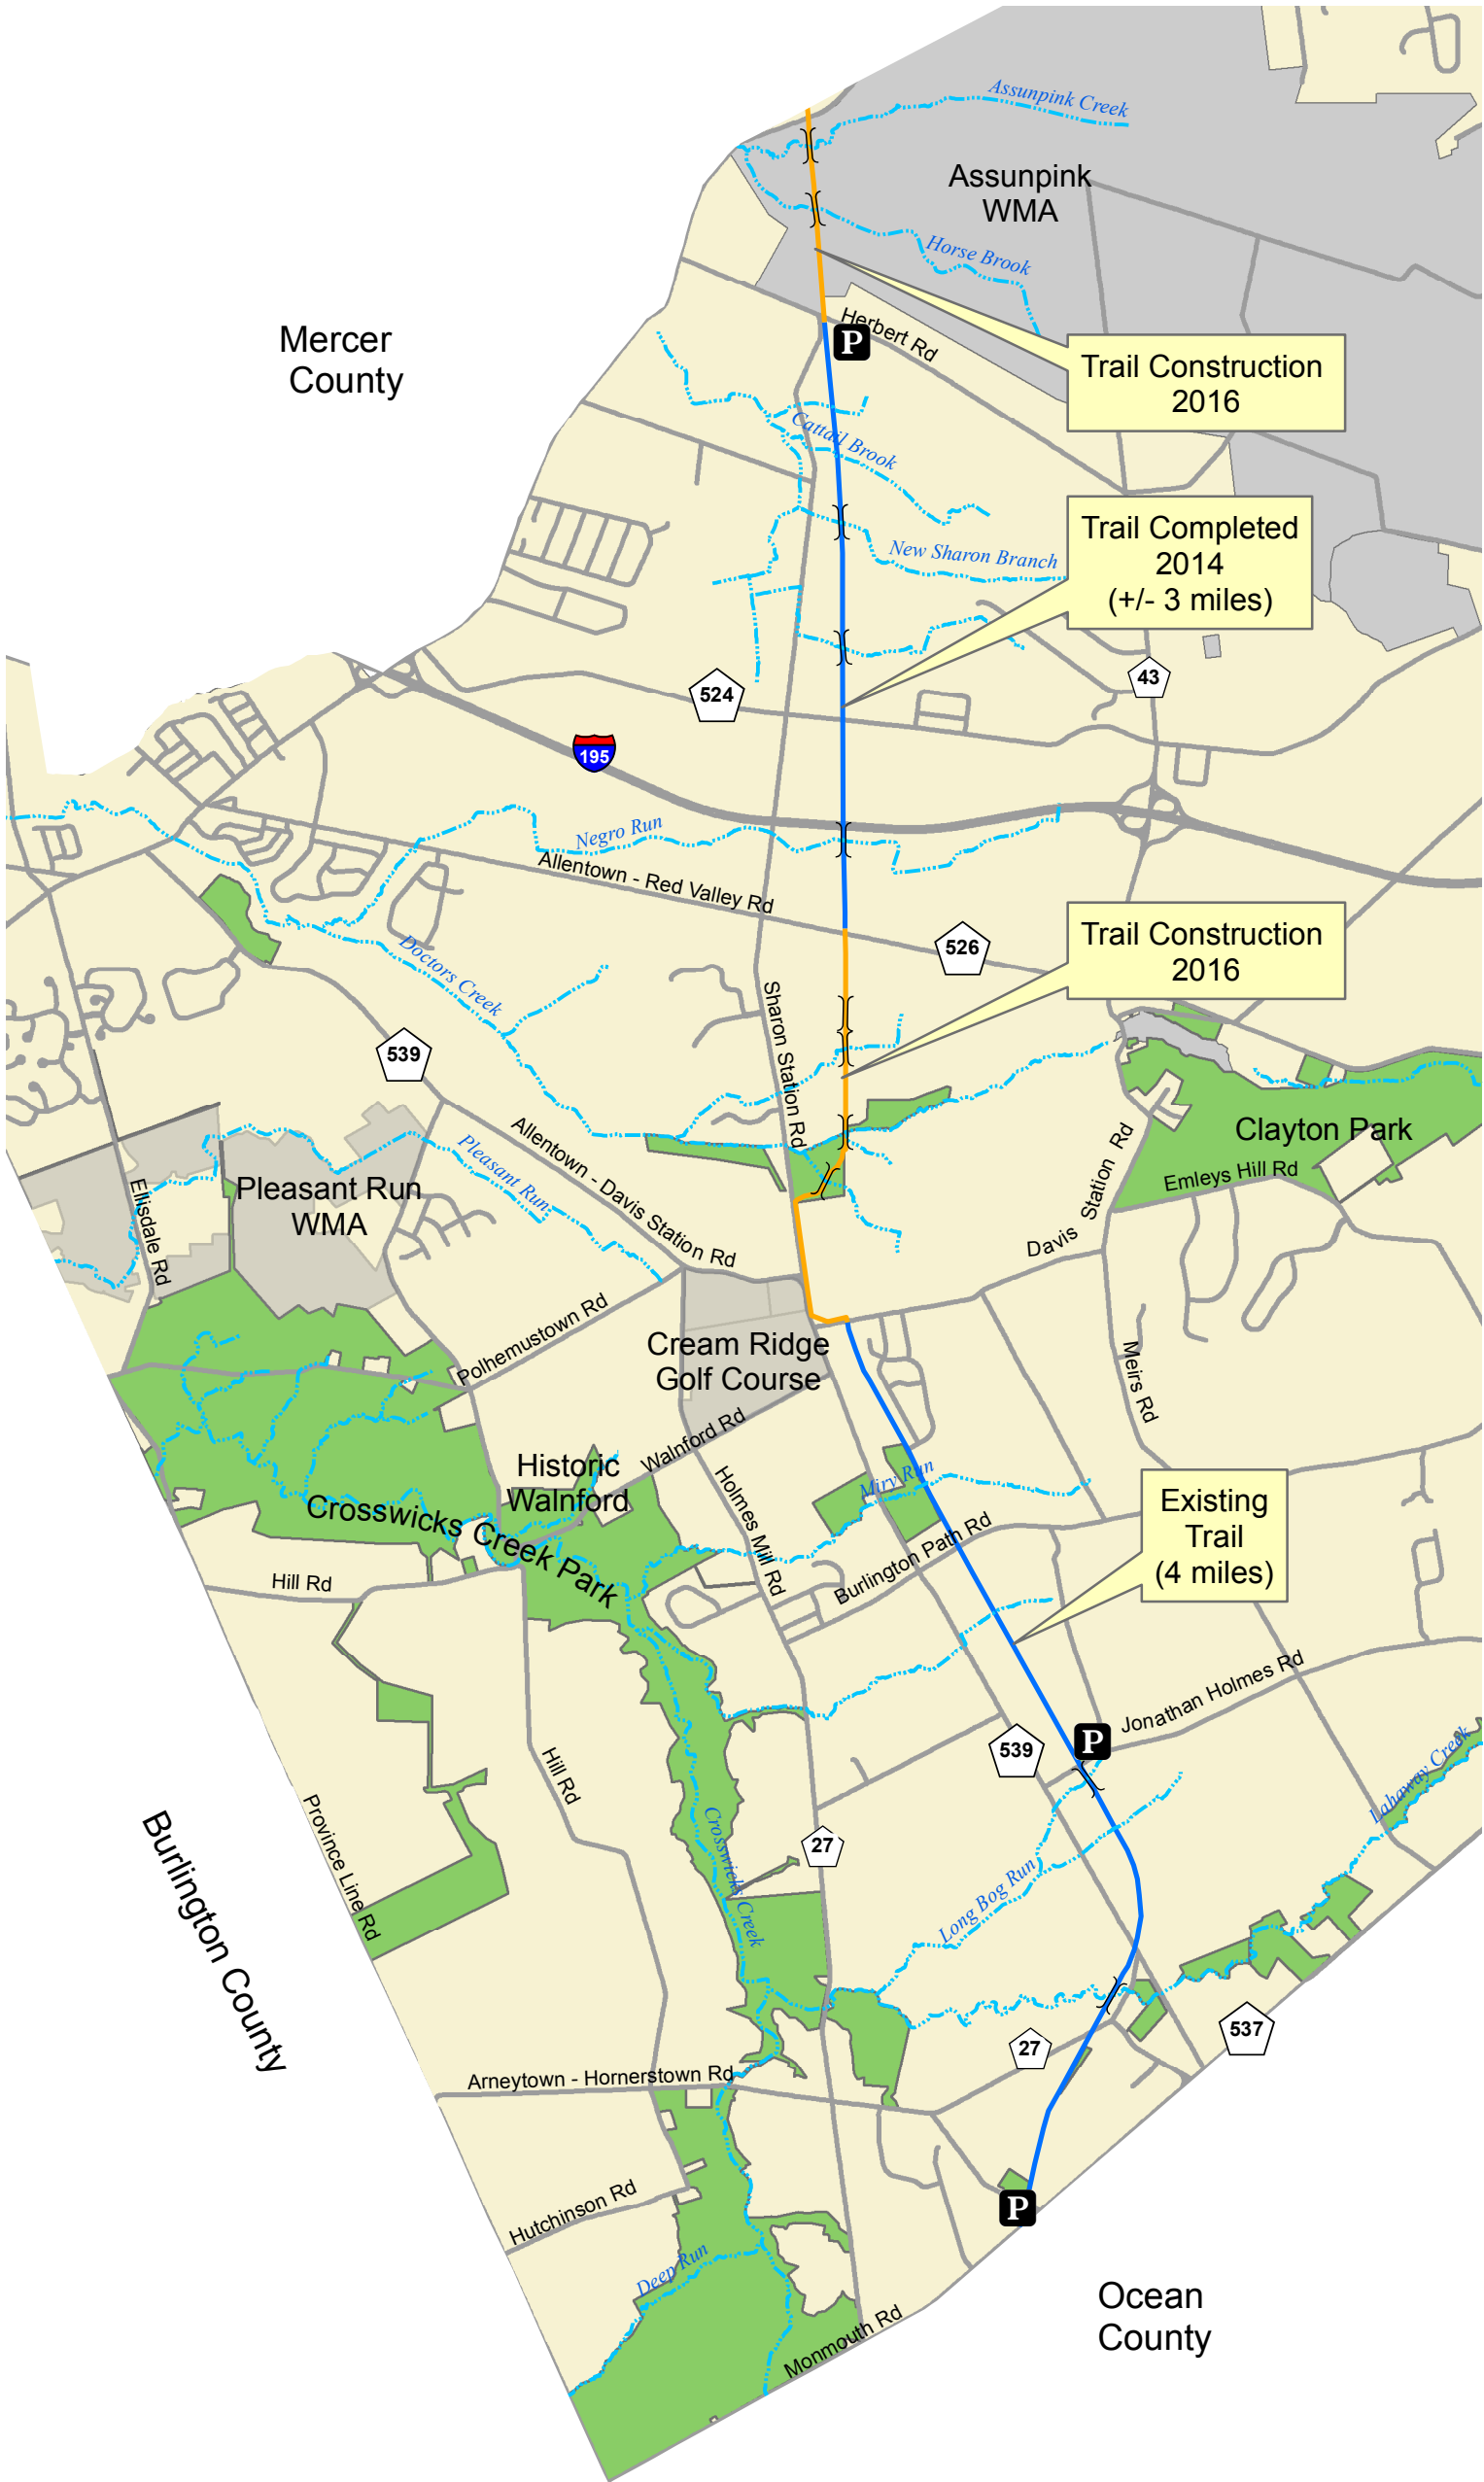 Assunpink Creek
Assunpink
WMA
Horse Brook
Mercer
County
Herbert Rd
P
Trail Construction
2016
Cattail Brook
Trail Completed
2014
(+/- 3 miles)
New Sharon Branch
43
524
195
Negro Run
Allentown - Red Valley Rd
Trail Construction
2016
526
Doctors Creek
Sharon Station Rd
539
Clayton Park
Emleys Hill Rd
Davis Station Rd
Allentown - Davis Station Rd
Pleasant Run
Pleasant Run
WMA
Ellisdale Rd
Polhemustown Rd
Cream Ridge
Golf Course
Meirs Rd
Walnford Rd
Historic
Walnford
Holmes Mill Rd
Miry Run
Existing
Trail
(4 miles)
Crosswicks Creek Park
Burlington Path Rd
Hill Rd
Jonathan Holmes Rd
P
539
Lahaway Creek
Hill Rd
Province Line Rd
Burlington County
Crosswicks Creek
27
Long Bog Run
537
27
Arneytown - Hornerstown Rd
P
Hutchinson Rd
Deep Run
Monmouth Rd
Ocean
County